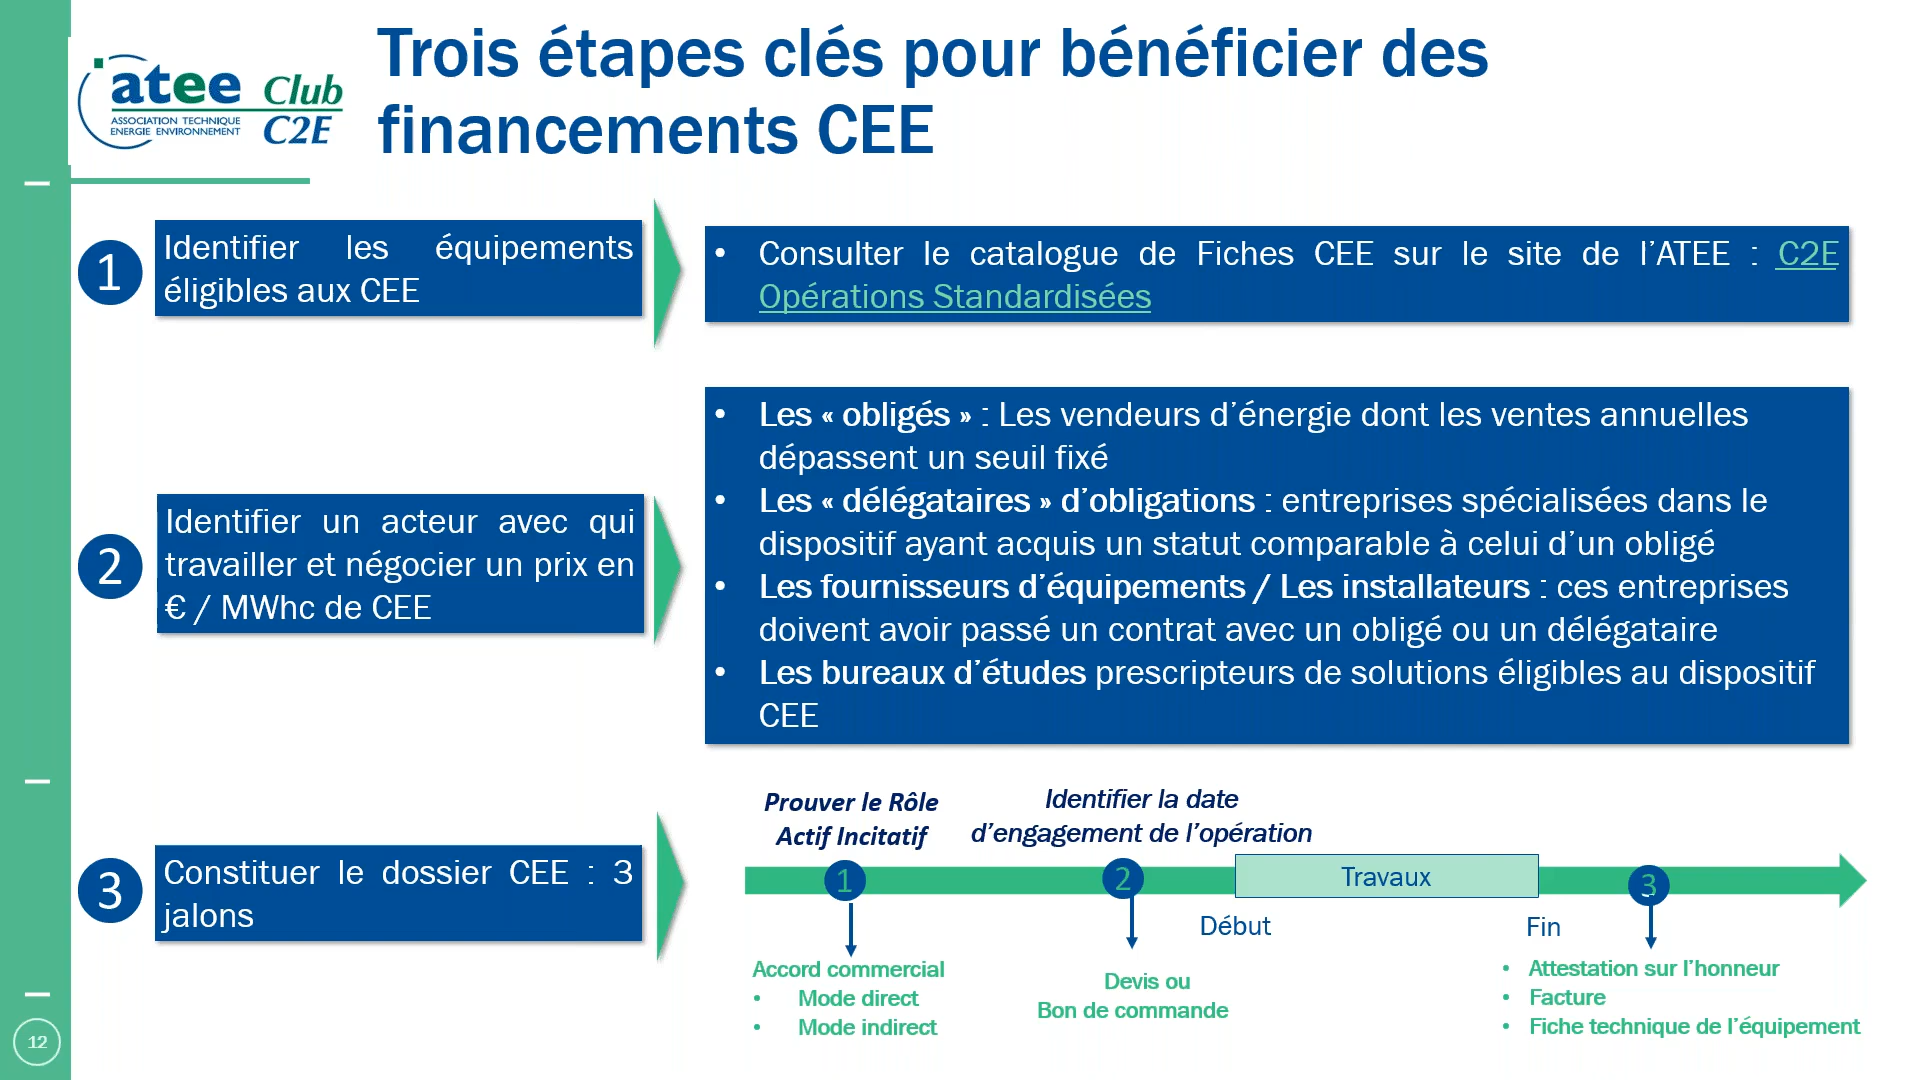 Trois étapes clés pour bénéficier des
financements CEE
atee Club
ASSOCIATION TECHNIQUE
ENERGIE ENVIRONNEMENT
C2E
1
Identifier les équipements
éligibles aux CEE
• Consulter le catalogue de Fiches CEE sur le site de l’ATEE : C2E
Opérations Standardisées
2
Identifier un acteur avec qui
travailler et négocier un prix en
€ / MWhc de CEE
• Les « obligés » : Les vendeurs d’énergie dont les ventes annuelles
dépassent un seuil fixé
• Les « délégataires » d’obligations : entreprises spécialisées dans le
dispositif ayant acquis un statut comparable à celui d’un obligé
• Les fournisseurs d’équipements / Les installateurs : ces entreprises
doivent avoir passé un contrat avec un obligé ou un délégataire
• Les bureaux d’études prescripteurs de solutions éligibles au dispositif
CEE
3
Constituer le dossier CEE : 3
jalons
Prouver le Rôle
Actif Incitatif
Identifier la date
d’engagement de l’opération
1
2
Travaux
3
Début
Fin
Accord commercial
• Mode direct
• Mode indirect
Devis ou
Bon de commande
• Attestation sur l’honneur
• Facture
• Fiche technique de l’équipement
12